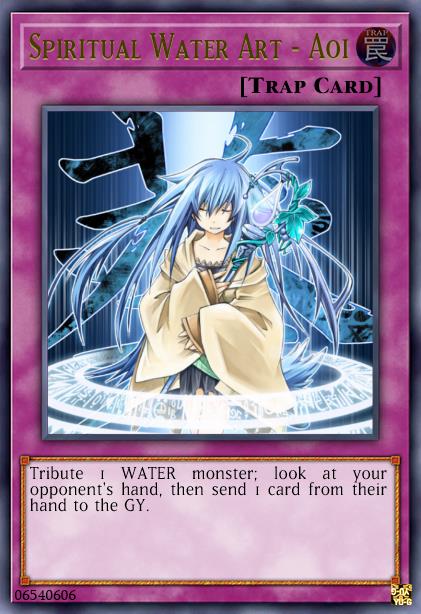 Spiritual Water Art - Aoi
TRAP
罠
[Trap Card]
Tribute 1 WATER monster; look at your
opponent's hand, then send 1 card from their
hand to the GY.
06540606